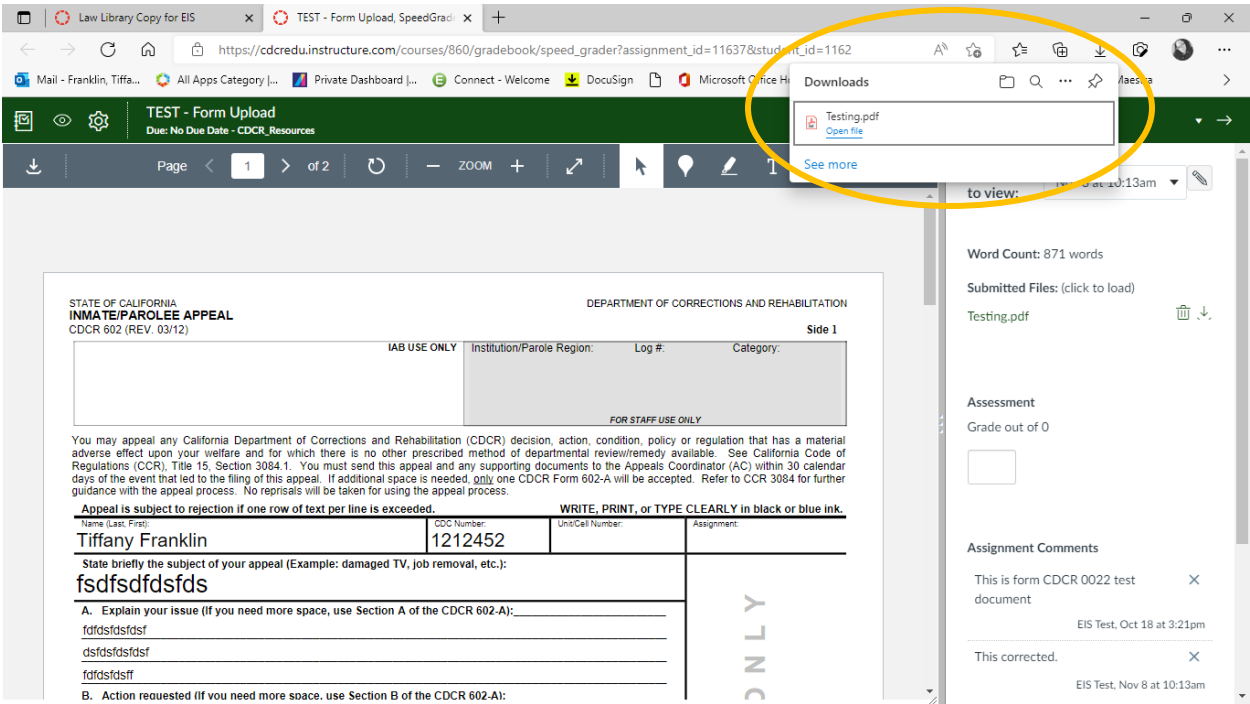 Law Library Copy for EIS
TEST - Form Upload, SpeedGrad
https://cdcredu.instructure.com/courses/860/gradebook/speed_grader?assignment_id=11637&student_id=1162
Mail - Franklin, Tiffa...
All Apps Category |...
Private Dashboard |...
Connect - Welcome
DocuSign
Microsoft Office H
Maestra
Downloads
Testing.pdf
Open file
See more
TEST - Form Upload
Due: No Due Date - CDCR_Resources
Page 1 of 2
ZOOM
T
to view:
Nov 8 at 10:13am
Word Count: 871 words
Submitted Files: (click to load)
Testing.pdf
Assessment
Grade out of 0
Assignment Comments
This is form CDCR 0022 test
document
EIS Test, Oct 18 at 3:21pm
This corrected.
EIS Test, Nov 8 at 10:13am
STATE OF CALIFORNIA
DEPARTMENT OF CORRECTIONS AND REHABILITATION
INMATE/PAROLEE APPEAL
CDCR 602 (REV. 03/12)
Side 1
IAB USE ONLY
Institution/Parole Region:
Log #:
Category:
FOR STAFF USE ONLY
You may appeal any California Department of Corrections and Rehabilitation (CDCR) decision, action, condition, policy or regulation that has a material
adverse effect upon your welfare and for which there is no other prescribed method of departmental review/remedy available. See California Code of
Regulations (CCR), Title 15, Section 3084.1. You must send this appeal and any supporting documents to the Appeals Coordinator (AC) within 30 calendar
days of the event that led to the filing of this appeal. If additional space is needed, only one CDCR Form 602-A will be accepted. Refer to CCR 3084 for further
guidance with the appeal process. No reprisals will be taken for using the appeal process.
Appeal is subject to rejection if one row of text per line is exceeded.
WRITE, PRINT, or TYPE CLEARLY in black or blue ink.
Name (Last, First):
CDC Number:
Unit/Cell Number:
Assignment:
Tiffany Franklin
1212452
State briefly the subject of your appeal (Example: damaged TV, job removal, etc.):
fsdfsdfdsfds
A. Explain your issue (If you need more space, use Section A of the CDCR 602-A):
fdfdsfdsfdsf
dsfdsfdsfdsf
fdfdsfdsff
B. Action requested (If you need more space, use Section B of the CDCR 602-A):
ONLY